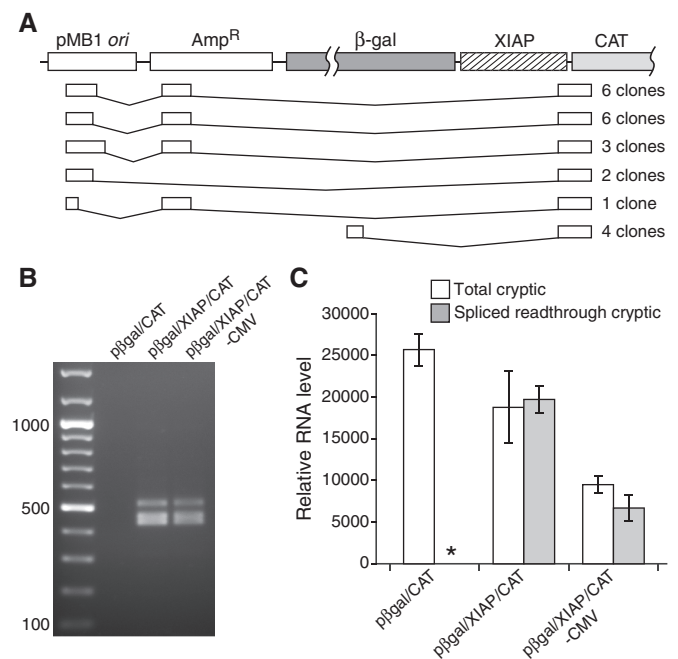 A
pMB1 ori Amp^R β-gal XIAP CAT
6 clones
6 clones
3 clones
2 clones
1 clone
4 clones
B
pβgal/CAT
pβgal/XIAP/CAT
pβgal/XIAP/CAT
-CMV
1000
500
100
C
Total cryptic
Spliced readthrough cryptic
Relative RNA level
30000
25000
20000
15000
10000
5000
0
*
pβgal/CAT
pβgal/XIAP/CAT
pβgal/XIAP/CAT
-CMV